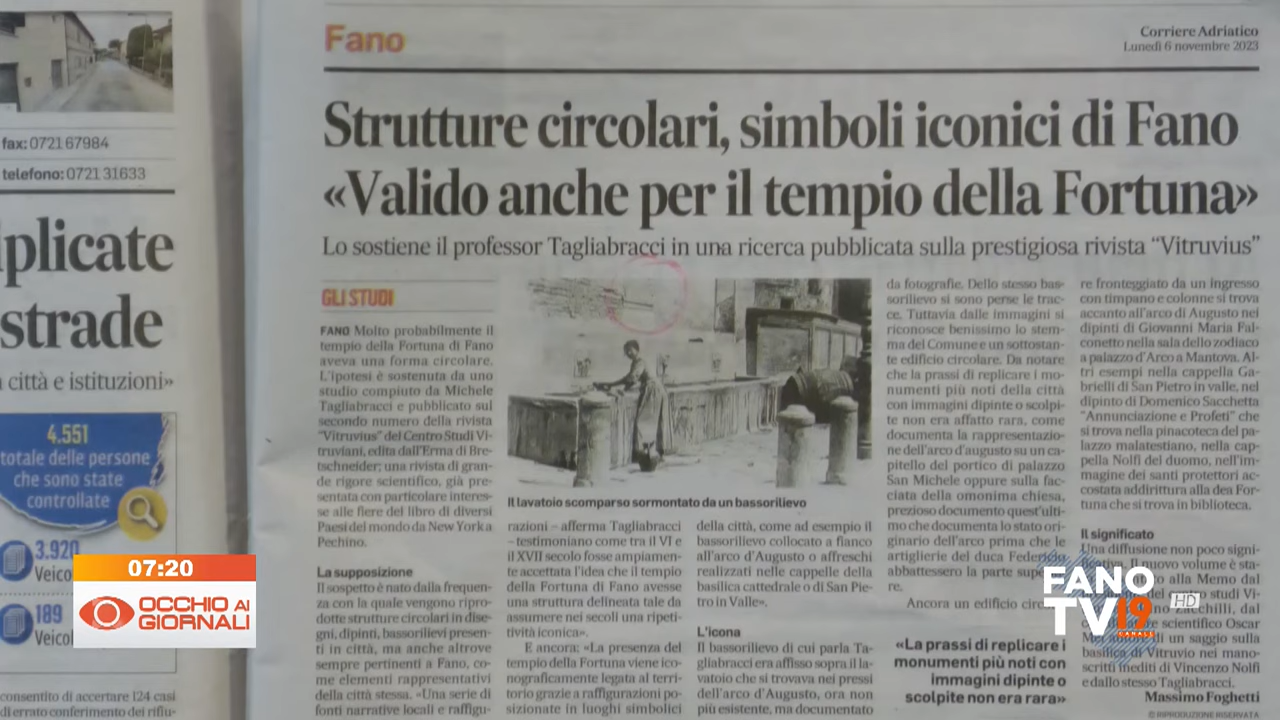 fax: 0721 67984
telefono: 0721 31633
iplicate
strade
città e istituzioni»
4.551
totale delle persone
che sono state
controllate
3.920
Veico
189
Veicol
consentito di accertare 124 casi
di errato conferimento dei rifiu-
07:20
OCCHIO AI
GIORNALI
Fano
Corriere Adriatico
Lunedì 6 novembre 2023
Strutture circolari, simboli iconici di Fano
«Valido anche per il tempio della Fortuna»
Lo sostiene il professor Tagliabracci in una ricerca pubblicata sulla prestigiosa rivista “Vitruvius”
GLI STUDI
FANO Molto probabilmente il
tempio della Fortuna di Fano
aveva una forma circolare.
L'ipotesi è sostenuta da uno
studio compiuto da Michele
Tagliabracci e pubblicato sul
secondo numero della rivista
“Vitruvius” del Centro Studi Vi-
truviani, edita dall'Erma di Bre-
tschneider; una rivista di gran-
de rigore scientifico, già pre-
sentata con particolare interes-
se alle fiere del libro di diversi
Paesi del mondo da New York a
Pechino.
La supposizione
Il sospetto è nato dalla frequen-
za con la quale vengono ripro-
dotte strutture circolari in dise-
gni, dipinti, bassorilievi presen-
ti in città, ma anche altrove
sempre pertinenti a Fano, co-
me elementi rappresentativi
della città stessa. «Una serie di
fonti narrative locali e raffigu-
Il lavatoio scomparso sormontato da un bassorilievo
razioni – afferma Tagliabracci
– testimoniano come tra il VI e
il XVII secolo fosse ampiamen-
te accettata l'idea che il tempio
della Fortuna di Fano avesse
una struttura delineata tale da
assumere nei secoli una ripeti-
tività iconica».
E ancora: «La presenza del
tempio della Fortuna viene ico-
nograficamente legata al terri-
torio grazie a raffigurazioni po-
sizionate in luoghi simbolici
della città, come ad esempio il
bassorilievo collocato a fianco
all'arco d'Augusto o affreschi
realizzati nelle cappelle della
basilica cattedrale o di San Pie-
tro in Valle».
L'icona
Il bassorilievo di cui parla Ta-
gliabracci era affisso sopra il la-
vatoio che si trovava nei pressi
dell'arco d'Augusto, ora non
più esistente, ma documentato
da fotografie. Dello stesso bas-
sorilievo si sono perse le trac-
ce. Tuttavia dalle immagini si
riconosce benissimo lo stem-
ma del Comune e un sottostan-
te edificio circolare. Da notare
che la prassi di replicare i mo-
numenti più noti della città
con immagini dipinte o scolpi-
te non era affatto rara, come
documenta la rappresentazio-
ne dell'arco d'augusto su un ca-
pitello del portico di palazzo
San Michele oppure sulla fac-
ciata della omonima chiesa,
prezioso documento quest'ulti-
mo che documenta lo stato ori-
ginario dell'arco prima che le
artiglierie del duca Federico
abbattessero la parte superio-
re.
Ancora un edificio circ
«La prassi di replicare i
monumenti più noti con
immagini dipinte o
scolpite non era rara»
re fronteggiato da un ingresso
con timpano e colonne si trova
accanto all'arco di Augusto nei
dipinti di Giovanni Maria Fal-
conetto nella sala dello zodiaco
a palazzo d'Arco a Mantova. Al-
tri esempi nella cappella Ga-
brielli di San Pietro in valle, nel
dipinto di Domenico Sacchetta
“Annunciazione e Profeti” che
si trova nella pinacoteca del pa-
lazzo malatestiano, nella cap-
pella Nolfi del duomo, nell'im-
magine dei santi protettori ac-
costata addirittura alla dea For-
tuna che si trova in biblioteca.
Il significato
Una diffusione non poco signi-
ficativa. Il nuovo volume è sta-
to alla Memo dal
del studi Vi-
Zacchilli, dal
scientifico Oscar
Mei di un saggio sulla
basilica di Vitruvio nei mano-
scritti inediti di Vincenzo Nolfi
e dallo stesso Tagliabracci.
Massimo Foghetti
© RIPRODUZIONE RISERVATA
FANO
TV19 HD
CANALE